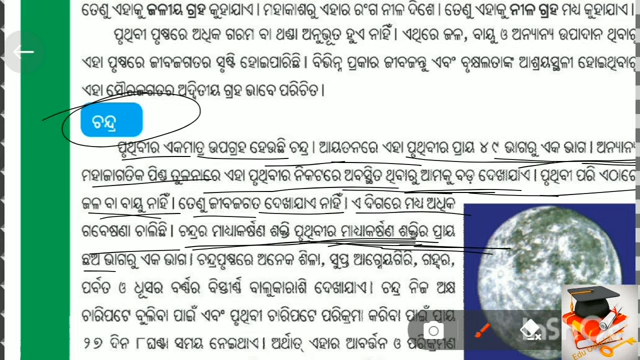 ତେଣୁ ଏହାକୁ ଜଳୀୟ ଗ୍ରହ କୁହାଯାଏ । ମହାକାଶରୁ ଏହାର ରଙ୍ଗ ନୀଳ ଦିଶେ । ତେଣୁ ଏହାକୁ ନୀଳ ଗ୍ରହ ମଧ୍ୟ କୁହାଯାଏ ।
ପୃଥିବୀ ପୃଷ୍ଠରେ ଅଧିକ ଗରମ ବା ଥଣ୍ଡା ଅନୁଭୂତ ହୁଏ ନାହିଁ । ଏଥିରେ ଜଳ, ବାୟୁ ଓ ଅନ୍ୟାନ୍ୟ ଉପାଦାନ ଥିବାରୁ
ଏହା ପୃଷ୍ଠରେ ଜୀବଜଗତର ସୃଷ୍ଟି ହୋଇପାରିଛି । ବିଭିନ୍ନ ପ୍ରକାର ଜୀବଜନ୍ତୁ ଏବଂ ବୃକ୍ଷଲତାଙ୍କ ଆଶ୍ରୟସ୍ଥଳୀ ହୋଇଥିବାରୁ
ଏହା ସୌରଜଗତର ଅଦ୍ୱିତୀୟ ଗ୍ରହ ଭାବେ ପରିଚିତ ।
ଚନ୍ଦ୍ର
ପୃଥିବୀର ଏକମାତ୍ର ଉପଗ୍ରହ ହେଉଛି ଚନ୍ଦ୍ର । ଆୟତନରେ ଏହା ପୃଥିବୀର ପ୍ରାୟ ୪୯ ଭାଗରୁ ଏକ ଭାଗ । ଅନ୍ୟାନ୍ୟ
ମହାଜାଗତିକ ପିଣ୍ଡ ତୁଳନାରେ ଏହା ପୃଥିବୀର ନିକଟରେ ଅବସ୍ଥିତ ଥିବାରୁ ଆମକୁ ବଡ଼ ଦେଖାଯାଏ । ପୃଥିବୀ ପରି ଏଠାରେ
ଜଳ ବା ବାୟୁ ନାହିଁ । ତେଣୁ ଜୀବଜଗତ ଦେଖାଯାଏ ନାହିଁ । ଏ ଦିଗରେ ମଧ୍ୟ ଅଧିକ
ଗବେଷଣା ଚାଲିଛି । ଚନ୍ଦ୍ରର ମାଧ୍ୟାକର୍ଷଣ ଶକ୍ତି ପୃଥିବୀର ମାଧ୍ୟାକର୍ଷଣ ଶକ୍ତିର ପ୍ରାୟ
ଛଅ ଭାଗରୁ ଏକ ଭାଗ । ଚନ୍ଦ୍ରପୃଷ୍ଠରେ ଅନେକ ଶିଳା, ସୁପ୍ତ ଆଗ୍ନେୟଗିରି, ଗହ୍ୱର,
ପର୍ବତ ଓ ଧୂସର ବର୍ଣ୍ଣର ବିସ୍ତୀର୍ଣ୍ଣ ବାଲୁକାରାଶି ଦେଖାଯାଏ । ଚନ୍ଦ୍ର ନିଜ ଅକ୍ଷ
ଚାରିପଟେ ବୁଲିବା ପାଇଁ ଏବଂ ପୃଥିବୀ ଚାରିପଟେ ପରିକ୍ରମା କରିବା ପାଇଁ ପ୍ରାୟ
୨୭ ଦିନ ୮ ଘଣ୍ଟା ସମୟ ନେଇଥାଏ । ଅର୍ଥାତ୍ ଏହାର ଆବର୍ତ୍ତନ ଓ ପରିକ୍ରମଣ